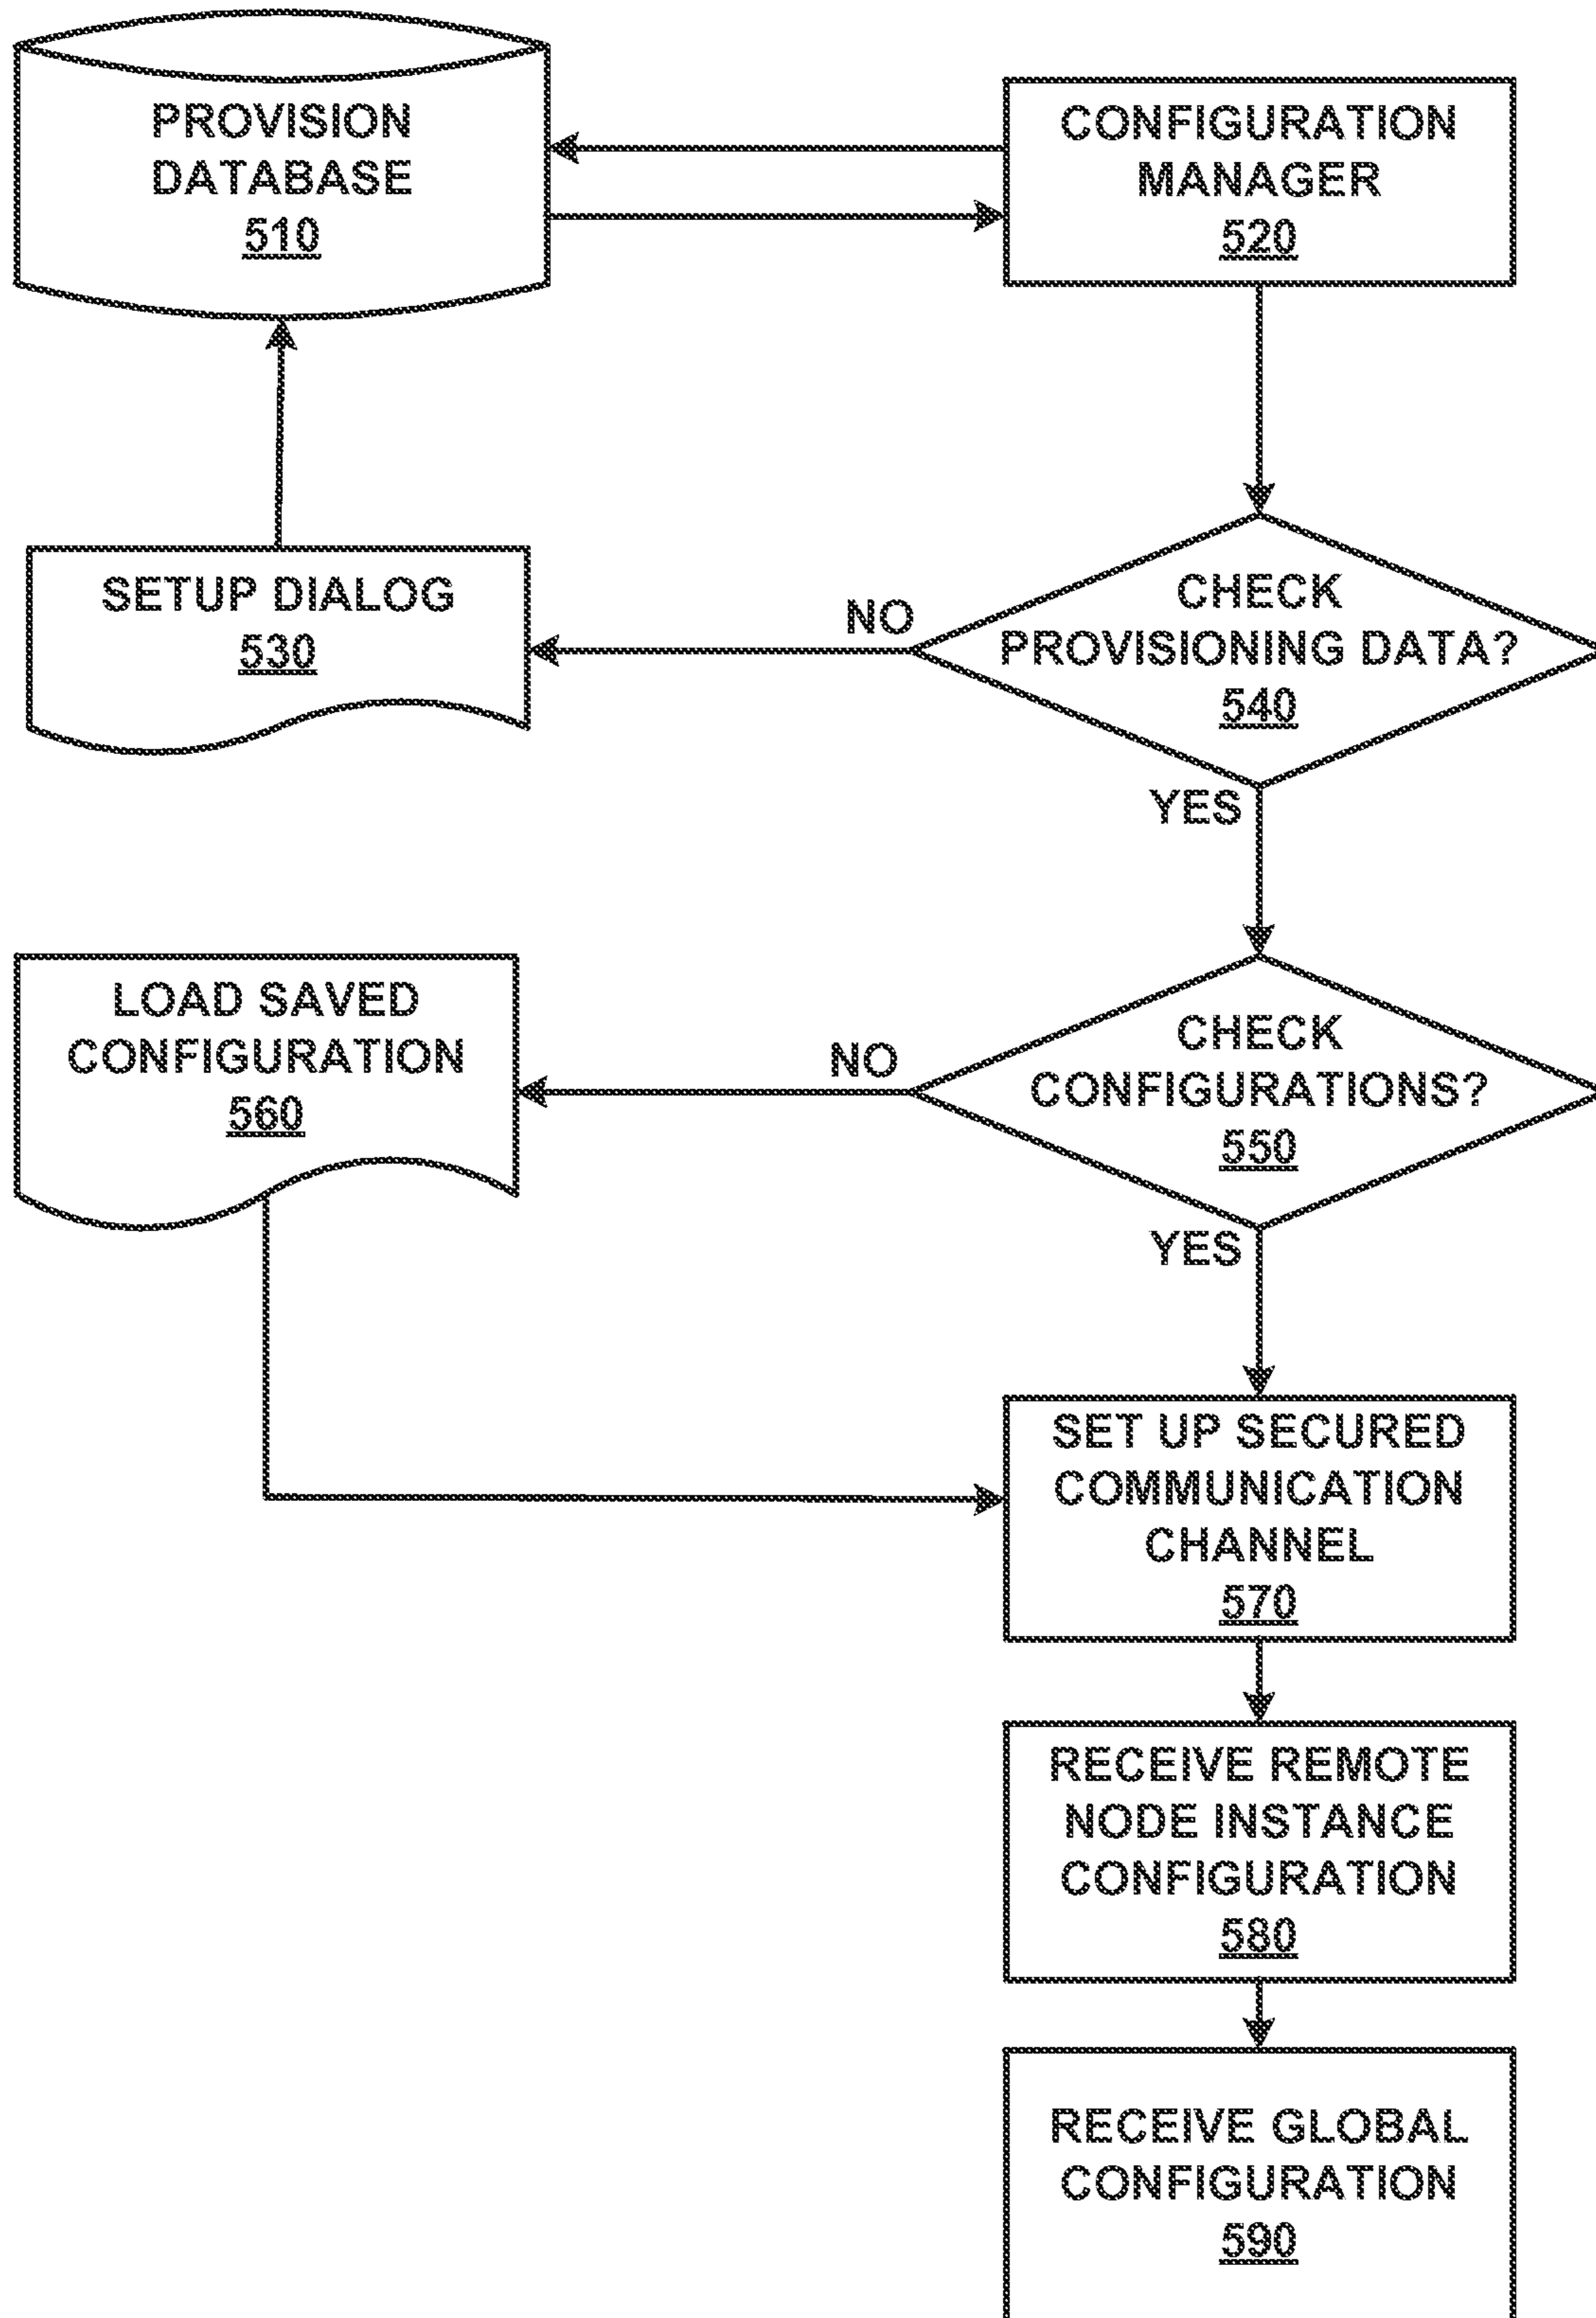 PROVISION
DATABASE
510
CONFIGURATION
MANAGER
520
SETUP DIALOG
530
NO
CHECK
PROVISIONING DATA?
540
YES
LOAD SAVED
CONFIGURATION
560
NO
CHECK
CONFIGURATIONS?
550
YES
SET UP SECURED
COMMUNICATION
CHANNEL
570
RECEIVE REMOTE
NODE INSTANCE
CONFIGURATION
580
RECEIVE GLOBAL
CONFIGURATION
590